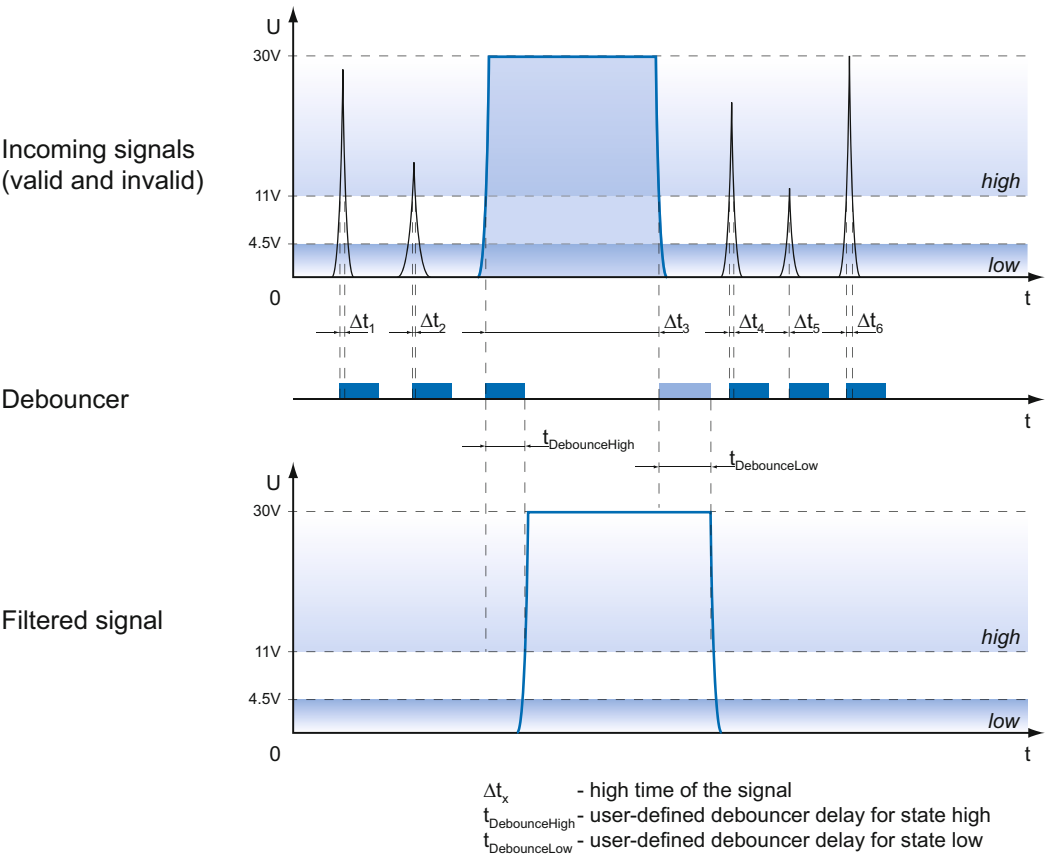 U
30V
Incoming signals
(valid and invalid)
high
11V
4.5V
low
0
t
Δt1 Δt2 Δt3 Δt4 Δt5 Δt6
Debouncer
t
tDebounceHigh
tDebounceLow
U
30V
Filtered signal
high
11V
4.5V
low
0
t
Δtx - high time of the signal
tDebounceHigh - user-defined debouncer delay for state high
tDebounceLow - user-defined debouncer delay for state low